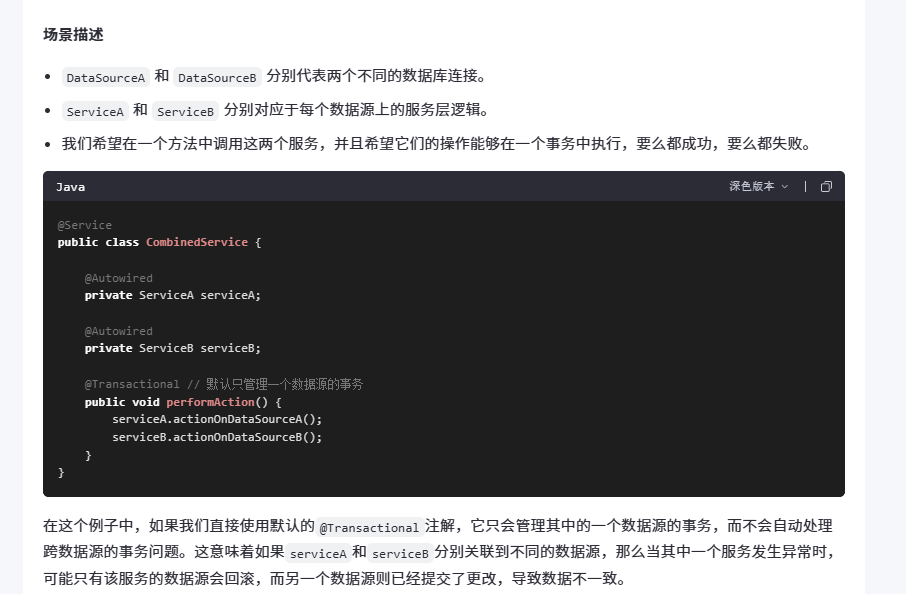 场景描述
• DataSourceA 和 DataSourceB 分别代表两个不同的数据库连接。
• ServiceA 和 ServiceB 分别对应于每个数据源上的服务层逻辑。
• 我们希望在一个方法中调用这两个服务，并且希望它们的操作能够在一个事务中执行，要么都成功，要么都失败。
Java 深色版本
@Service
public class CombinedService {
@Autowired
private ServiceA serviceA;
@Autowired
private ServiceB serviceB;
@Transactional // 默认只管理一个数据源的事务
public void performAction() {
serviceA.actionOnDataSourceA();
serviceB.actionOnDataSourceB();
}
}
在这个例子中，如果我们直接使用默认的 @Transactional 注解，它只会管理其中的一个数据源的事务，而不会自动处理
跨数据源的事务问题。这意味着如果 serviceA 和 serviceB 分别关联到不同的数据源，那么当其中一个服务发生异常时，
可能只有该服务的数据源会回滚，而另一个数据源则已经提交了更改，导致数据不一致。